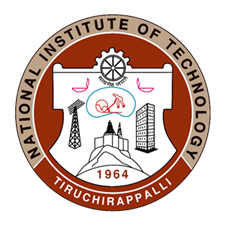 NATIONAL INSTITUTE OF TECHNOLOGY
1964
TIRUCHIRAPPALLI